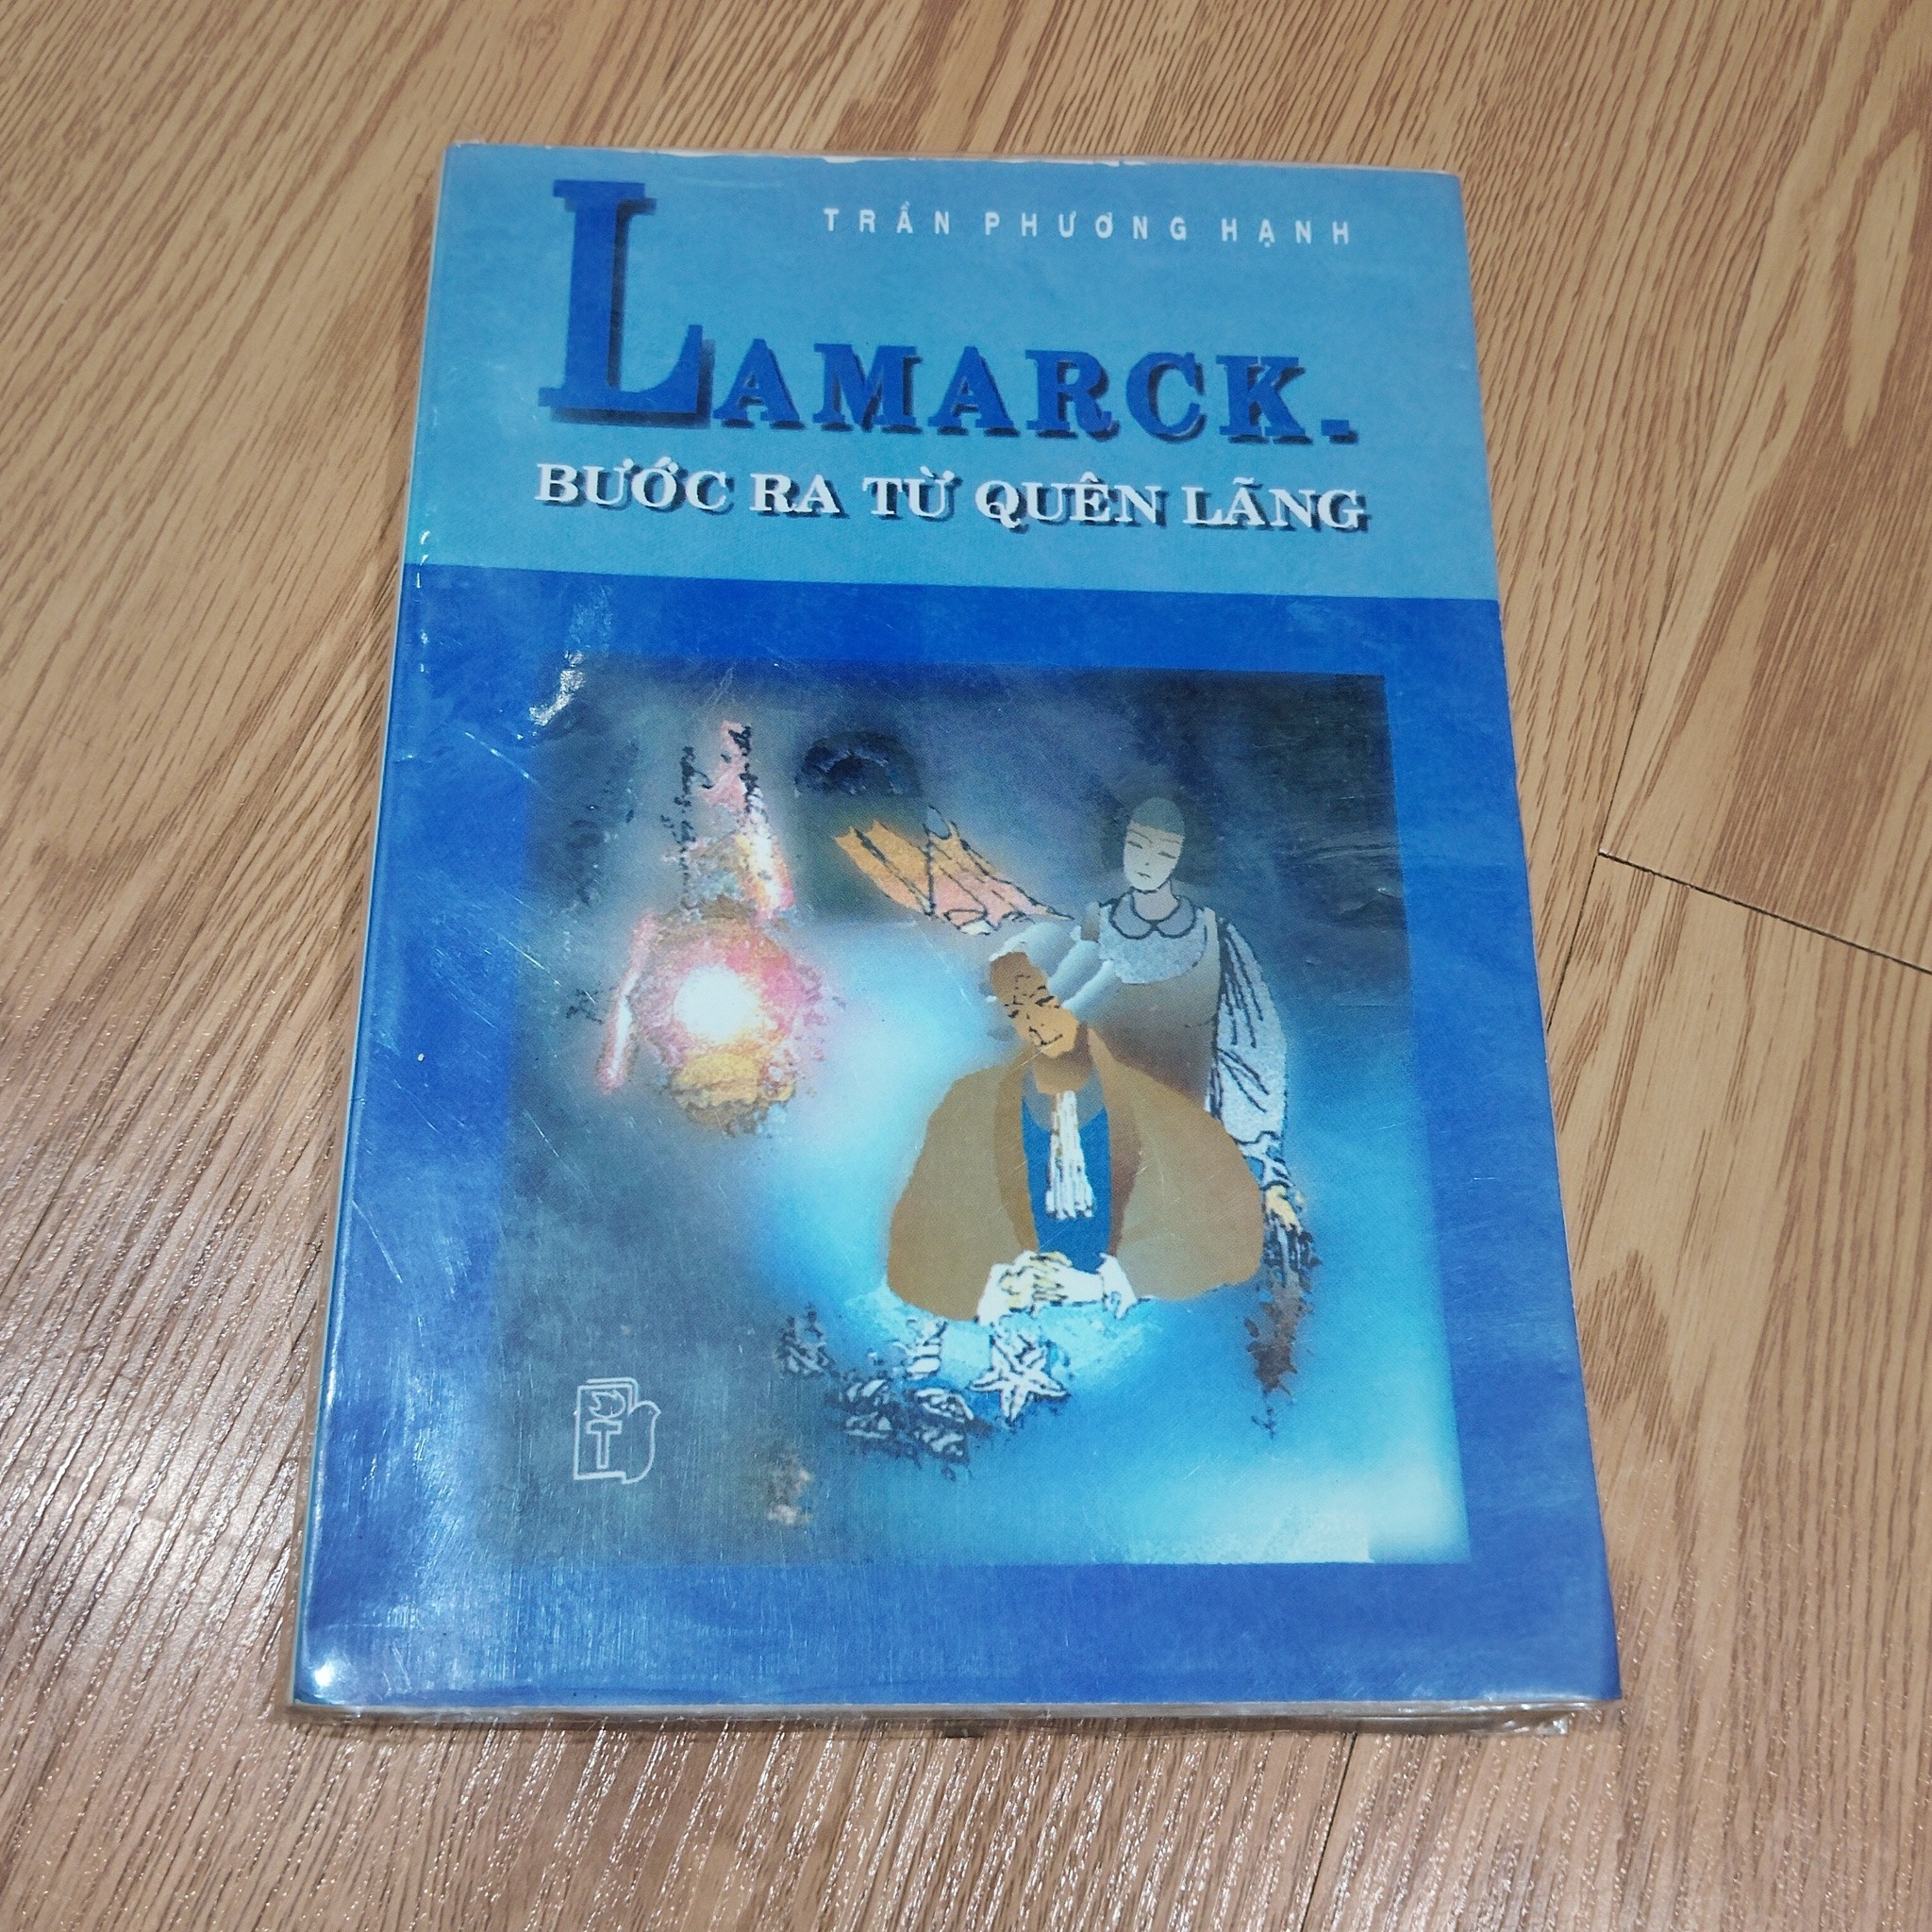 TRẦN PHƯƠNG HẠNH
LAMARCK.
BƯỚC RA TỪ QUÊN LÃNG
T